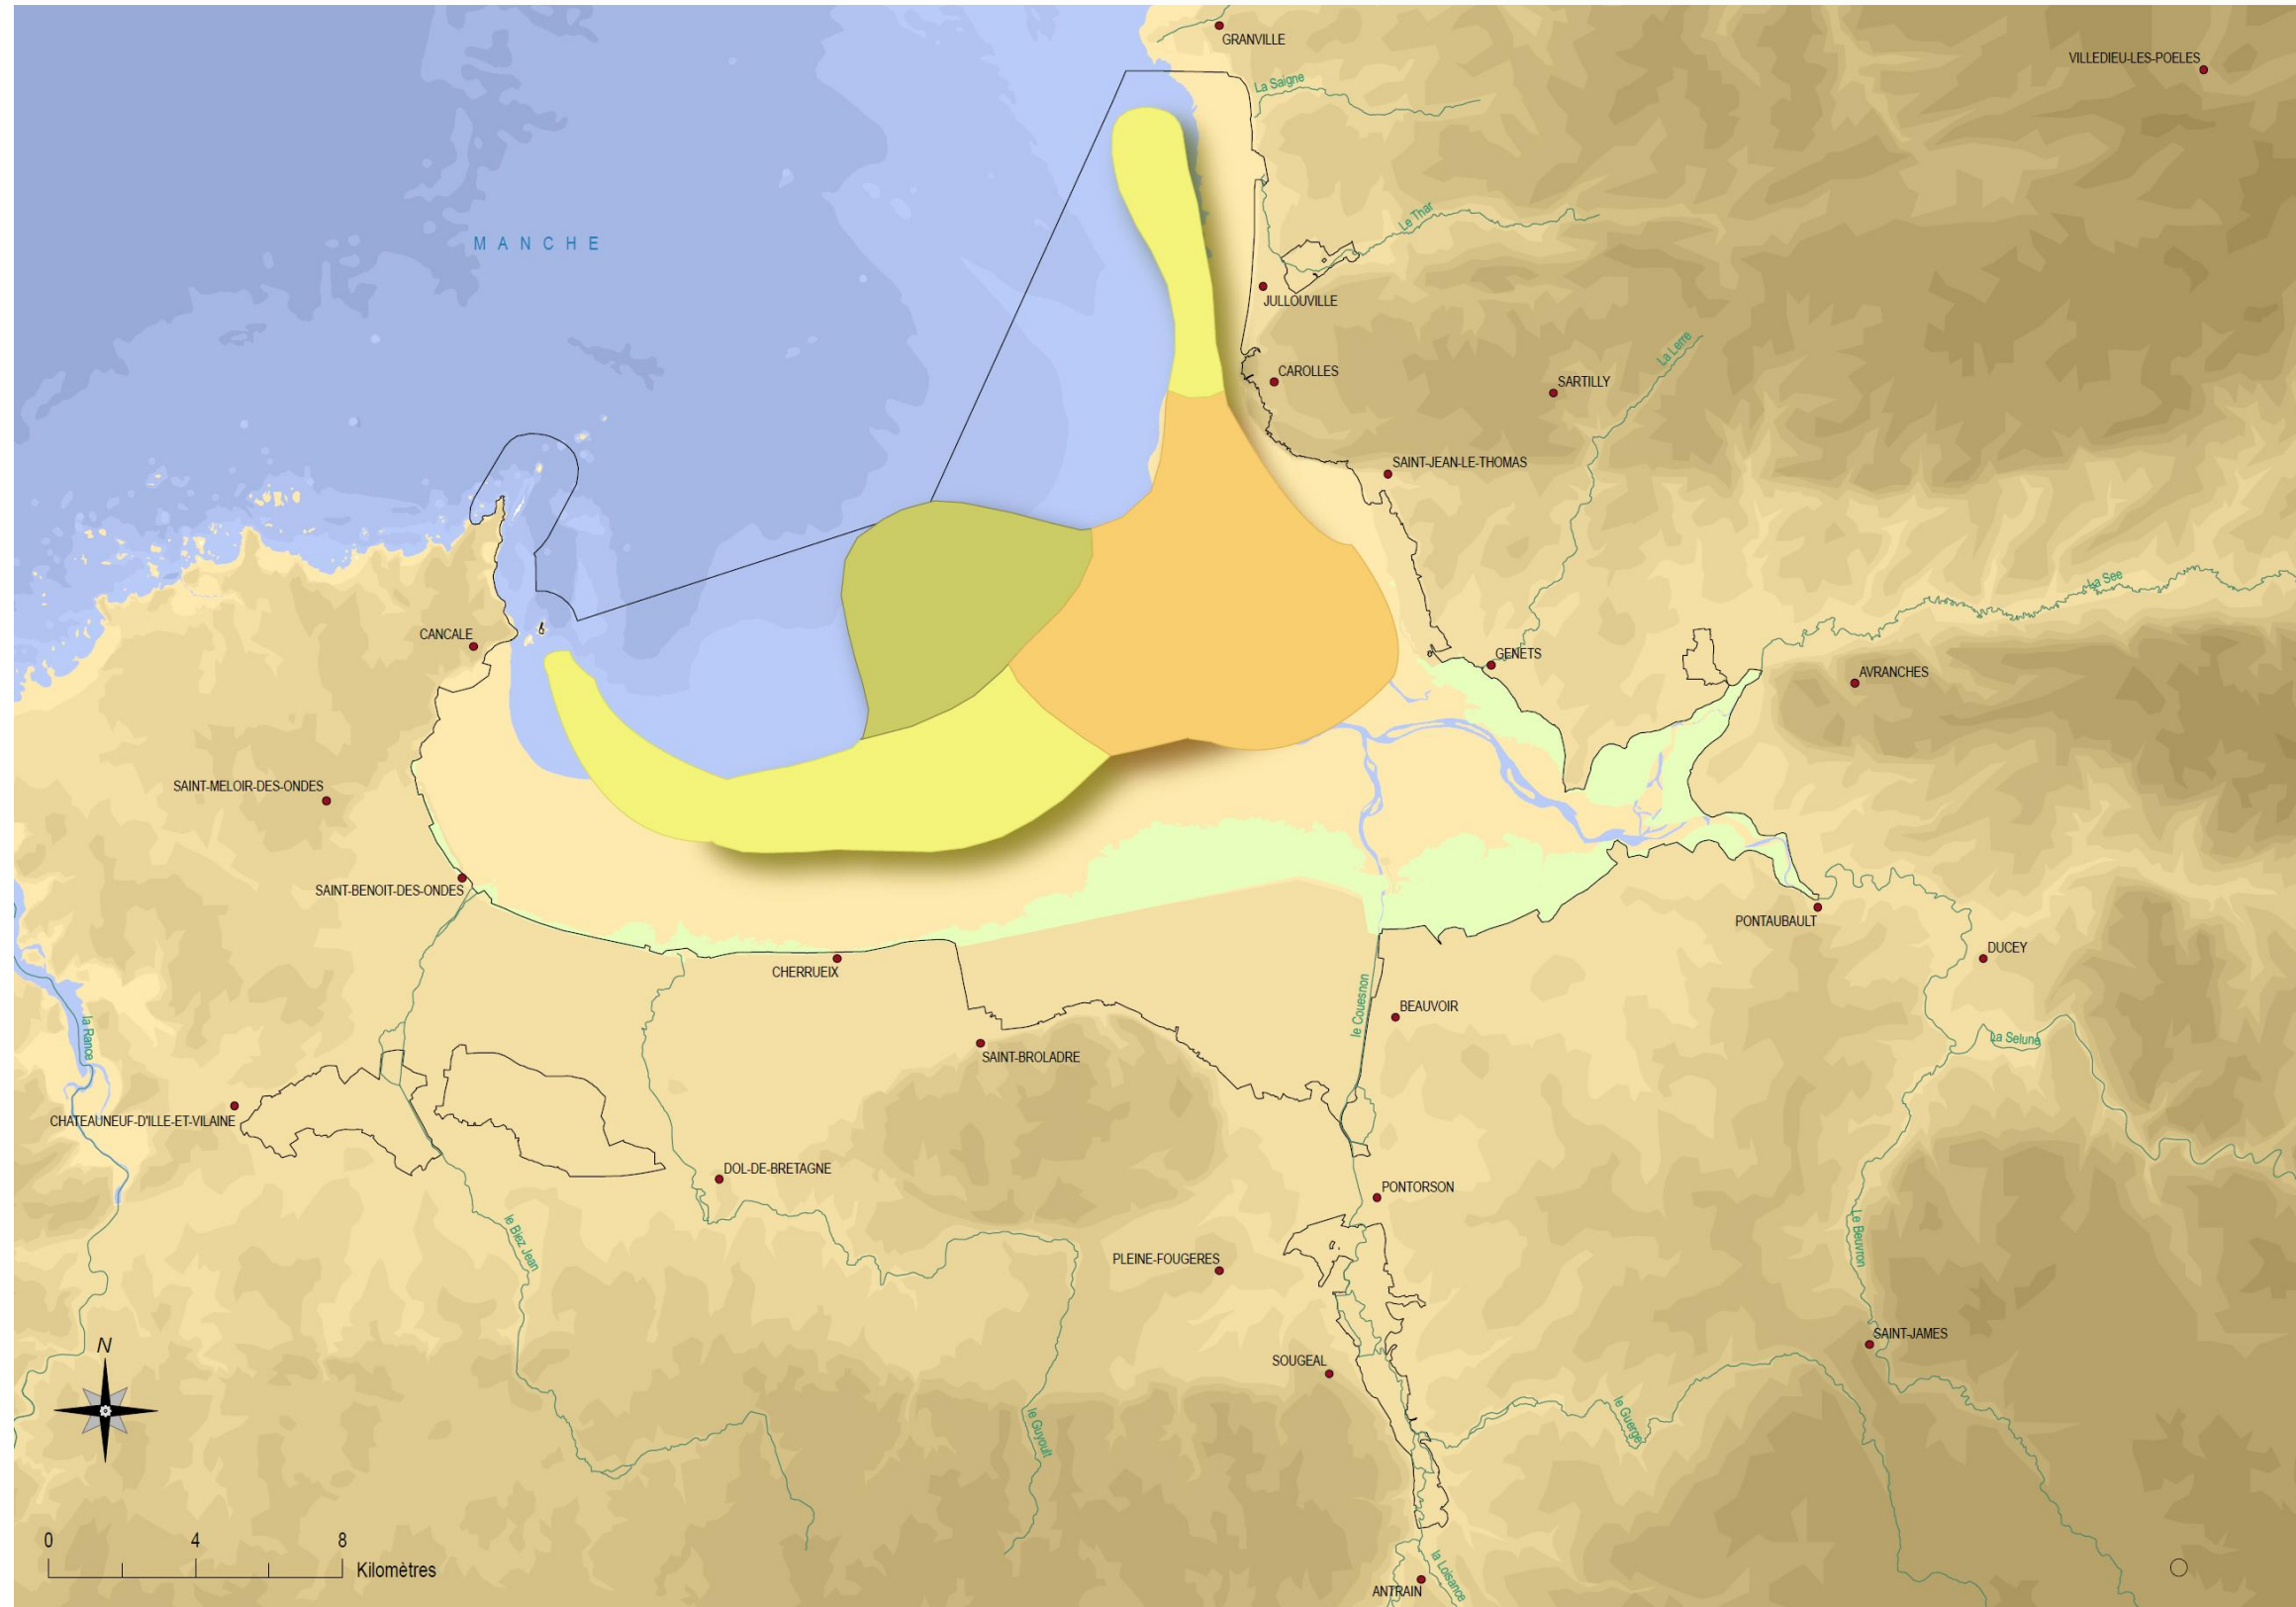 GRANVILLE
VILLEDIEU-LES-POELES
La Saigne
Le Thar
MANCHE
JULLOUVILLE
La Lerre
CAROLLES
SARTILLY
SAINT-JEAN-LE-THOMAS
La See
CANCALE
GENETS
AVRANCHES
SAINT-MELOIR-DES-ONDES
SAINT-BENOIT-DES-ONDES
PONTAUBAULT
DUCEY
CHERRUEIX
le Couesnon
BEAUVOIR
la Rance
La Selune
SAINT-BROLADRE
CHATEAUNEUF-D'ILLE-ET-VILAINE
DOL-DE-BRETAGNE
PONTORSON
le Biez Jean
Le Beuvron
PLEINE-FOUGERES
SAINT-JAMES
N
SOUGEAL
le Guyoult
le Guerge
0 4 8
Kilomètres
la Loisance
ANTRAIN